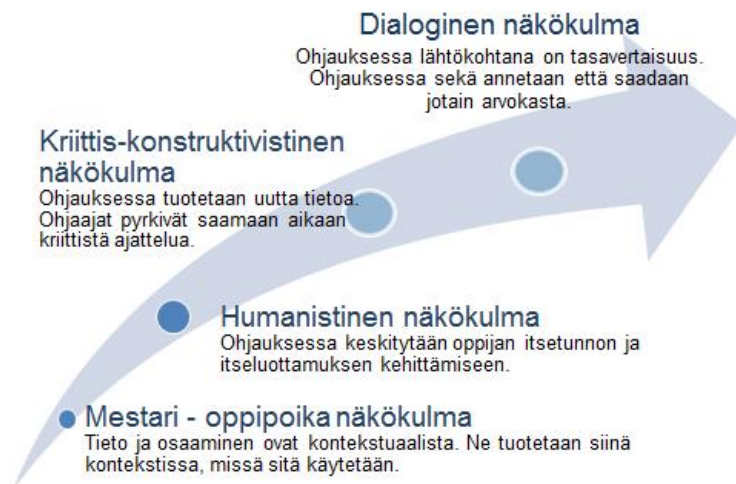 Dialoginen näkökulma
Ohjauksessa lähtökohtana on tasavertaisuus.
Ohjauksessa sekä annetaan että saadaan
jotain arvokasta.
Kriittis-konstruktivistinen
näkökulma
Ohjauksessa tuotetaan uutta tietoa.
Ohjaajat pyrkivät saamaan aikaan
kriittistä ajattelua.
Humanistinen näkökulma
Ohjauksessa keskitytään oppijan itsetunnon ja
itseluottamuksen kehittämiseen.
Mestari - oppipoika näkökulma
Tieto ja osaaminen ovat kontekstuaalista. Ne tuotetaan siinä
kontekstissa, missä sitä käytetään.